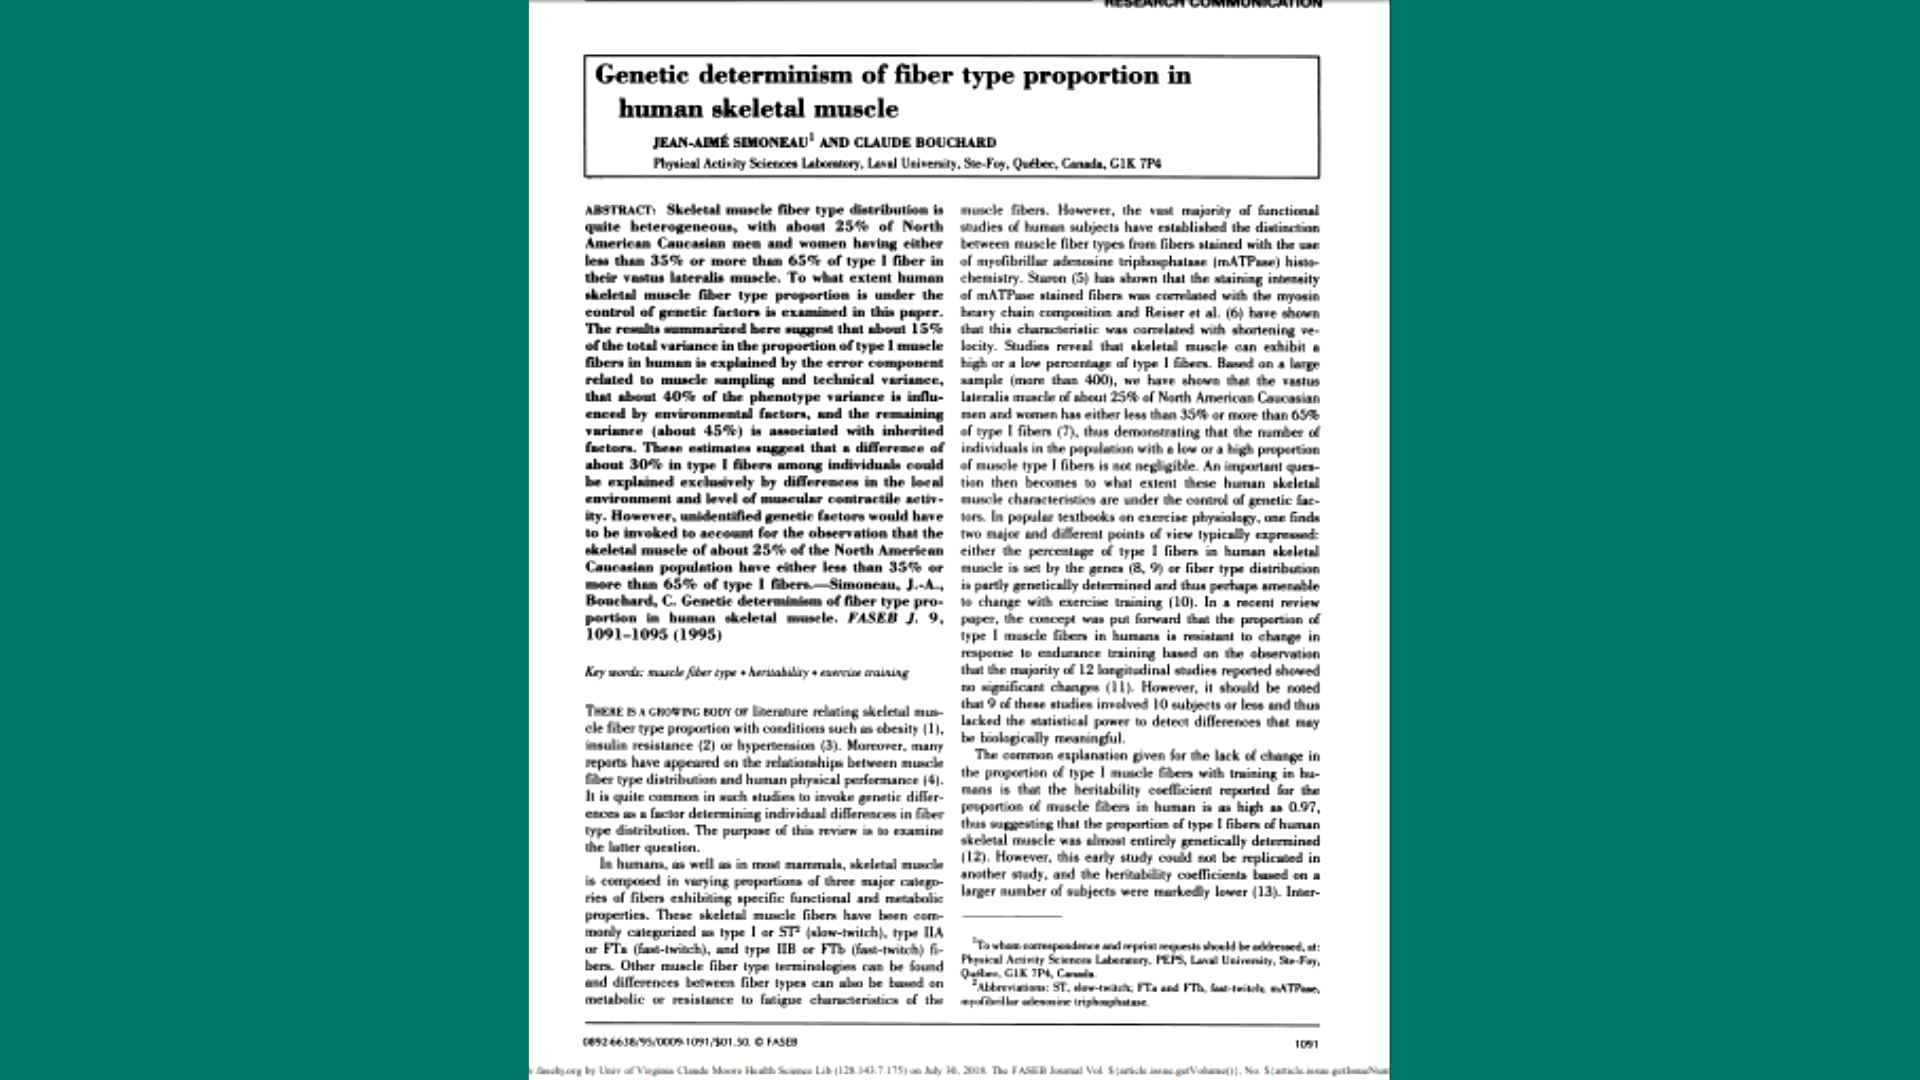 RESEARCH COMMUNICATION
Genetic determinism of fiber type proportion in
human skeletal muscle
JEAN-AIMÉ SIMONEAU¹ AND CLAUDE BOUCHARD
Physical Activity Sciences Laboratory, Laval University, Ste-Foy, Québec, Canada, G1K 7P4
ABSTRACT: Skeletal muscle fiber type distribution is
quite heterogeneous, with about 25% of North
American Caucasian men and women having either
less than 35% or more than 65% of type I fiber in
their vastus lateralis muscle. To what extent human
skeletal muscle fiber type proportion is under the
control of genetic factors is examined in this paper.
The results summarized here suggest that about 15%
of the total variance in the proportion of type I muscle
fibers in human is explained by the error component
related to muscle sampling and technical variance,
that about 40% of the phenotype variance is influ-
enced by environmental factors, and the remaining
variance (about 45%) is associated with inherited
factors. These estimates suggest that a difference of
about 30% in type I fibers among individuals could
be explained exclusively by differences in the local
environment and level of muscular contractile activ-
ity. However, unidentified genetic factors would have
to be invoked to account for the observation that the
skeletal muscle of about 25% of the North American
Caucasian population have either less than 35% or
more than 65% of type I fibers.—Simoneau, J.-A.,
Bouchard, C. Genetic determinism of fiber type pro-
portion in human skeletal muscle. FASEB J. 9,
1091–1095 (1995)
Key words: muscle fiber type • heritability • exercise training
THERE IS A GROWING BODY OF literature relating skeletal mus-
cle fiber type proportion with conditions such as obesity (1),
insulin resistance (2) or hypertension (3). Moreover, many
reports have appeared on the relationships between muscle
fiber type distribution and human physical performance (4).
It is quite common in such studies to invoke genetic differ-
ences as a factor determining individual differences in fiber
type distribution. The purpose of this review is to examine
the latter question.
In humans, as well as in most mammals, skeletal muscle
is composed in varying proportions of three major catego-
ries of fibers exhibiting specific functional and metabolic
properties. These skeletal muscle fibers have been com-
monly categorized as type I or ST² (slow-twitch), type IIA
or FTa (fast-twitch), and type IIB or FTb (fast-twitch) fi-
bers. Other muscle fiber type terminologies can be found
and differences between fiber types can also be based on
metabolic or resistance to fatigue characteristics of the
muscle fibers. However, the vast majority of functional
studies of human subjects have established the distinction
between muscle fiber types from fibers stained with the use
of myofibrillar adenosine triphosphatase (mATPase) histo-
chemistry. Staron (5) has shown that the staining intensity
of mATPase stained fibers was correlated with the myosin
heavy chain composition and Reiser et al. (6) have shown
that this characteristic was correlated with shortening ve-
locity. Studies reveal that skeletal muscle can exhibit a
high or a low percentage of type I fibers. Based on a large
sample (more than 400), we have shown that the vastus
lateralis muscle of about 25% of North American Caucasian
men and women has either less than 35% or more than 65%
of type I fibers (7), thus demonstrating that the number of
individuals in the population with a low or a high proportion
of muscle type I fibers is not negligible. An important ques-
tion then becomes to what extent these human skeletal
muscle characteristics are under the control of genetic fac-
tors. In popular textbooks on exercise physiology, one finds
two major and different points of view typically expressed:
either the percentage of type I fibers in human skeletal
muscle is set by the genes (8, 9) or fiber type distribution
is partly genetically determined and thus perhaps amenable
to change with exercise training (10). In a recent review
paper, the concept was put forward that the proportion of
type I muscle fibers in humans is resistant to change in
response to endurance training based on the observation
that the majority of 12 longitudinal studies reported showed
no significant changes (11). However, it should be noted
that 9 of these studies involved 10 subjects or less and thus
lacked the statistical power to detect differences that may
be biologically meaningful.
The common explanation given for the lack of change in
the proportion of type I muscle fibers with training in hu-
mans is that the heritability coefficient reported for the
proportion of muscle fibers in human is as high as 0.97,
thus suggesting that the proportion of type I fibers of human
skeletal muscle was almost entirely genetically determined
(12). However, this early study could not be replicated in
another study, and the heritability coefficients based on a
larger number of subjects were markedly lower (13). Inter-
¹To whom correspondence and reprint requests should be addressed, at:
Physical Activity Sciences Laboratory, PEPS, Laval University, Ste-Foy,
Québec, G1K 7P4, Canada.
²Abbreviations: ST, slow-twitch; FTa and FTb, fast-twitch; mATPase,
myofibrillar adenosine triphosphatase.
0892-6638/95/0009-1091/$01.50. © FASEB
1091
.fasebj.org by Univ of Virginia Claude Moore Health Science Lib (128.143.7.175) on July 30, 2018. The FASEB Journal Vol. ${article.issue.getVolume()}, No. ${article.issue.getIssueNum